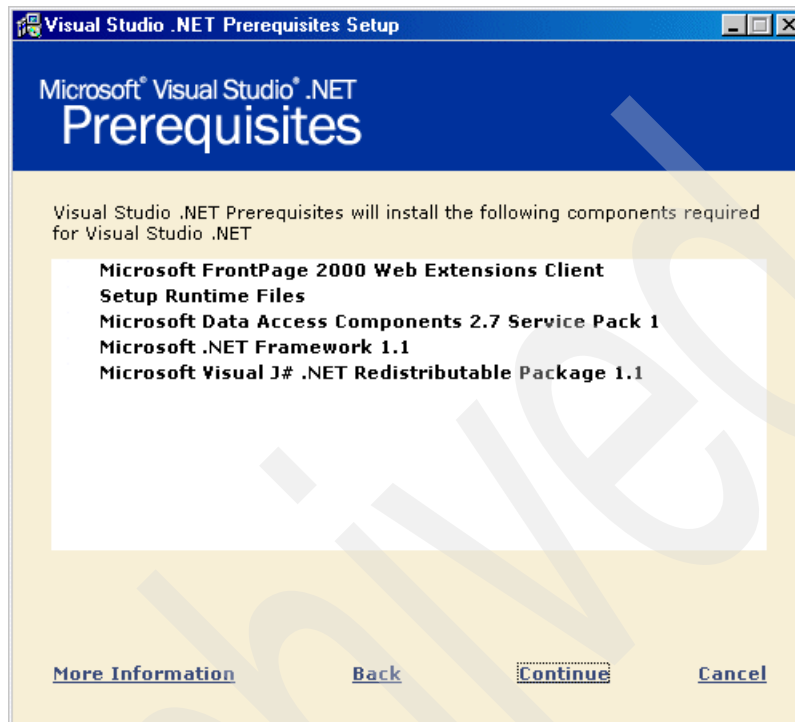 Visual Studio .NET Prerequisites Setup
Microsoft® Visual Studio® .NET
Prerequisites
Visual Studio .NET Prerequisites will install the following components required
for Visual Studio .NET
Microsoft FrontPage 2000 Web Extensions Client
Setup Runtime Files
Microsoft Data Access Components 2.7 Service Pack 1
Microsoft .NET Framework 1.1
Microsoft Visual J# .NET Redistributable Package 1.1
More Information Back Continue Cancel